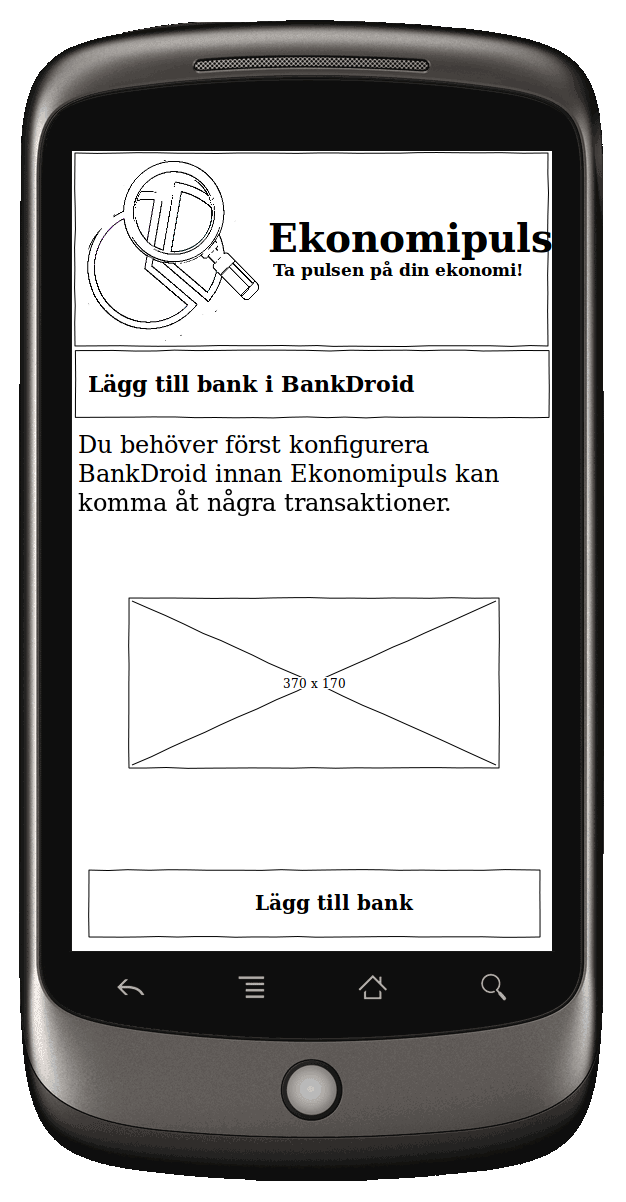 Ekonomipuls
Ta pulsen på din ekonomi!
Lägg till bank i BankDroid
Du behöver först konfigurera
BankDroid innan Ekonomipuls kan
komma åt några transaktioner.
370 x 170
Lägg till bank